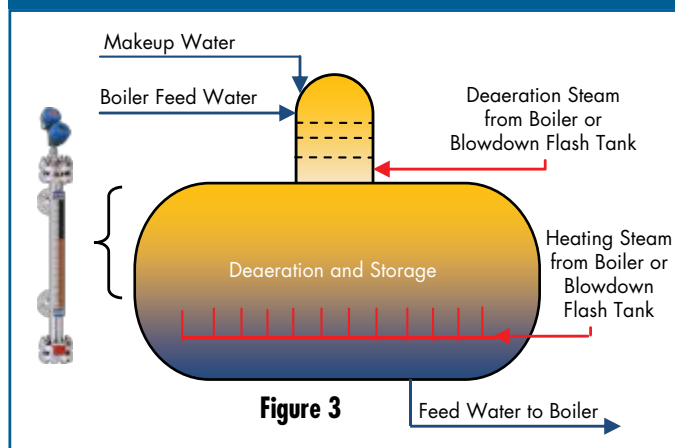 Makeup Water
Boiler Feed Water
Deaeration Steam
from Boiler or
Blowdown Flash Tank
Deaeration and Storage
Heating Steam
from Boiler or
Blowdown
Flash Tank
Figure 3
Feed Water to Boiler